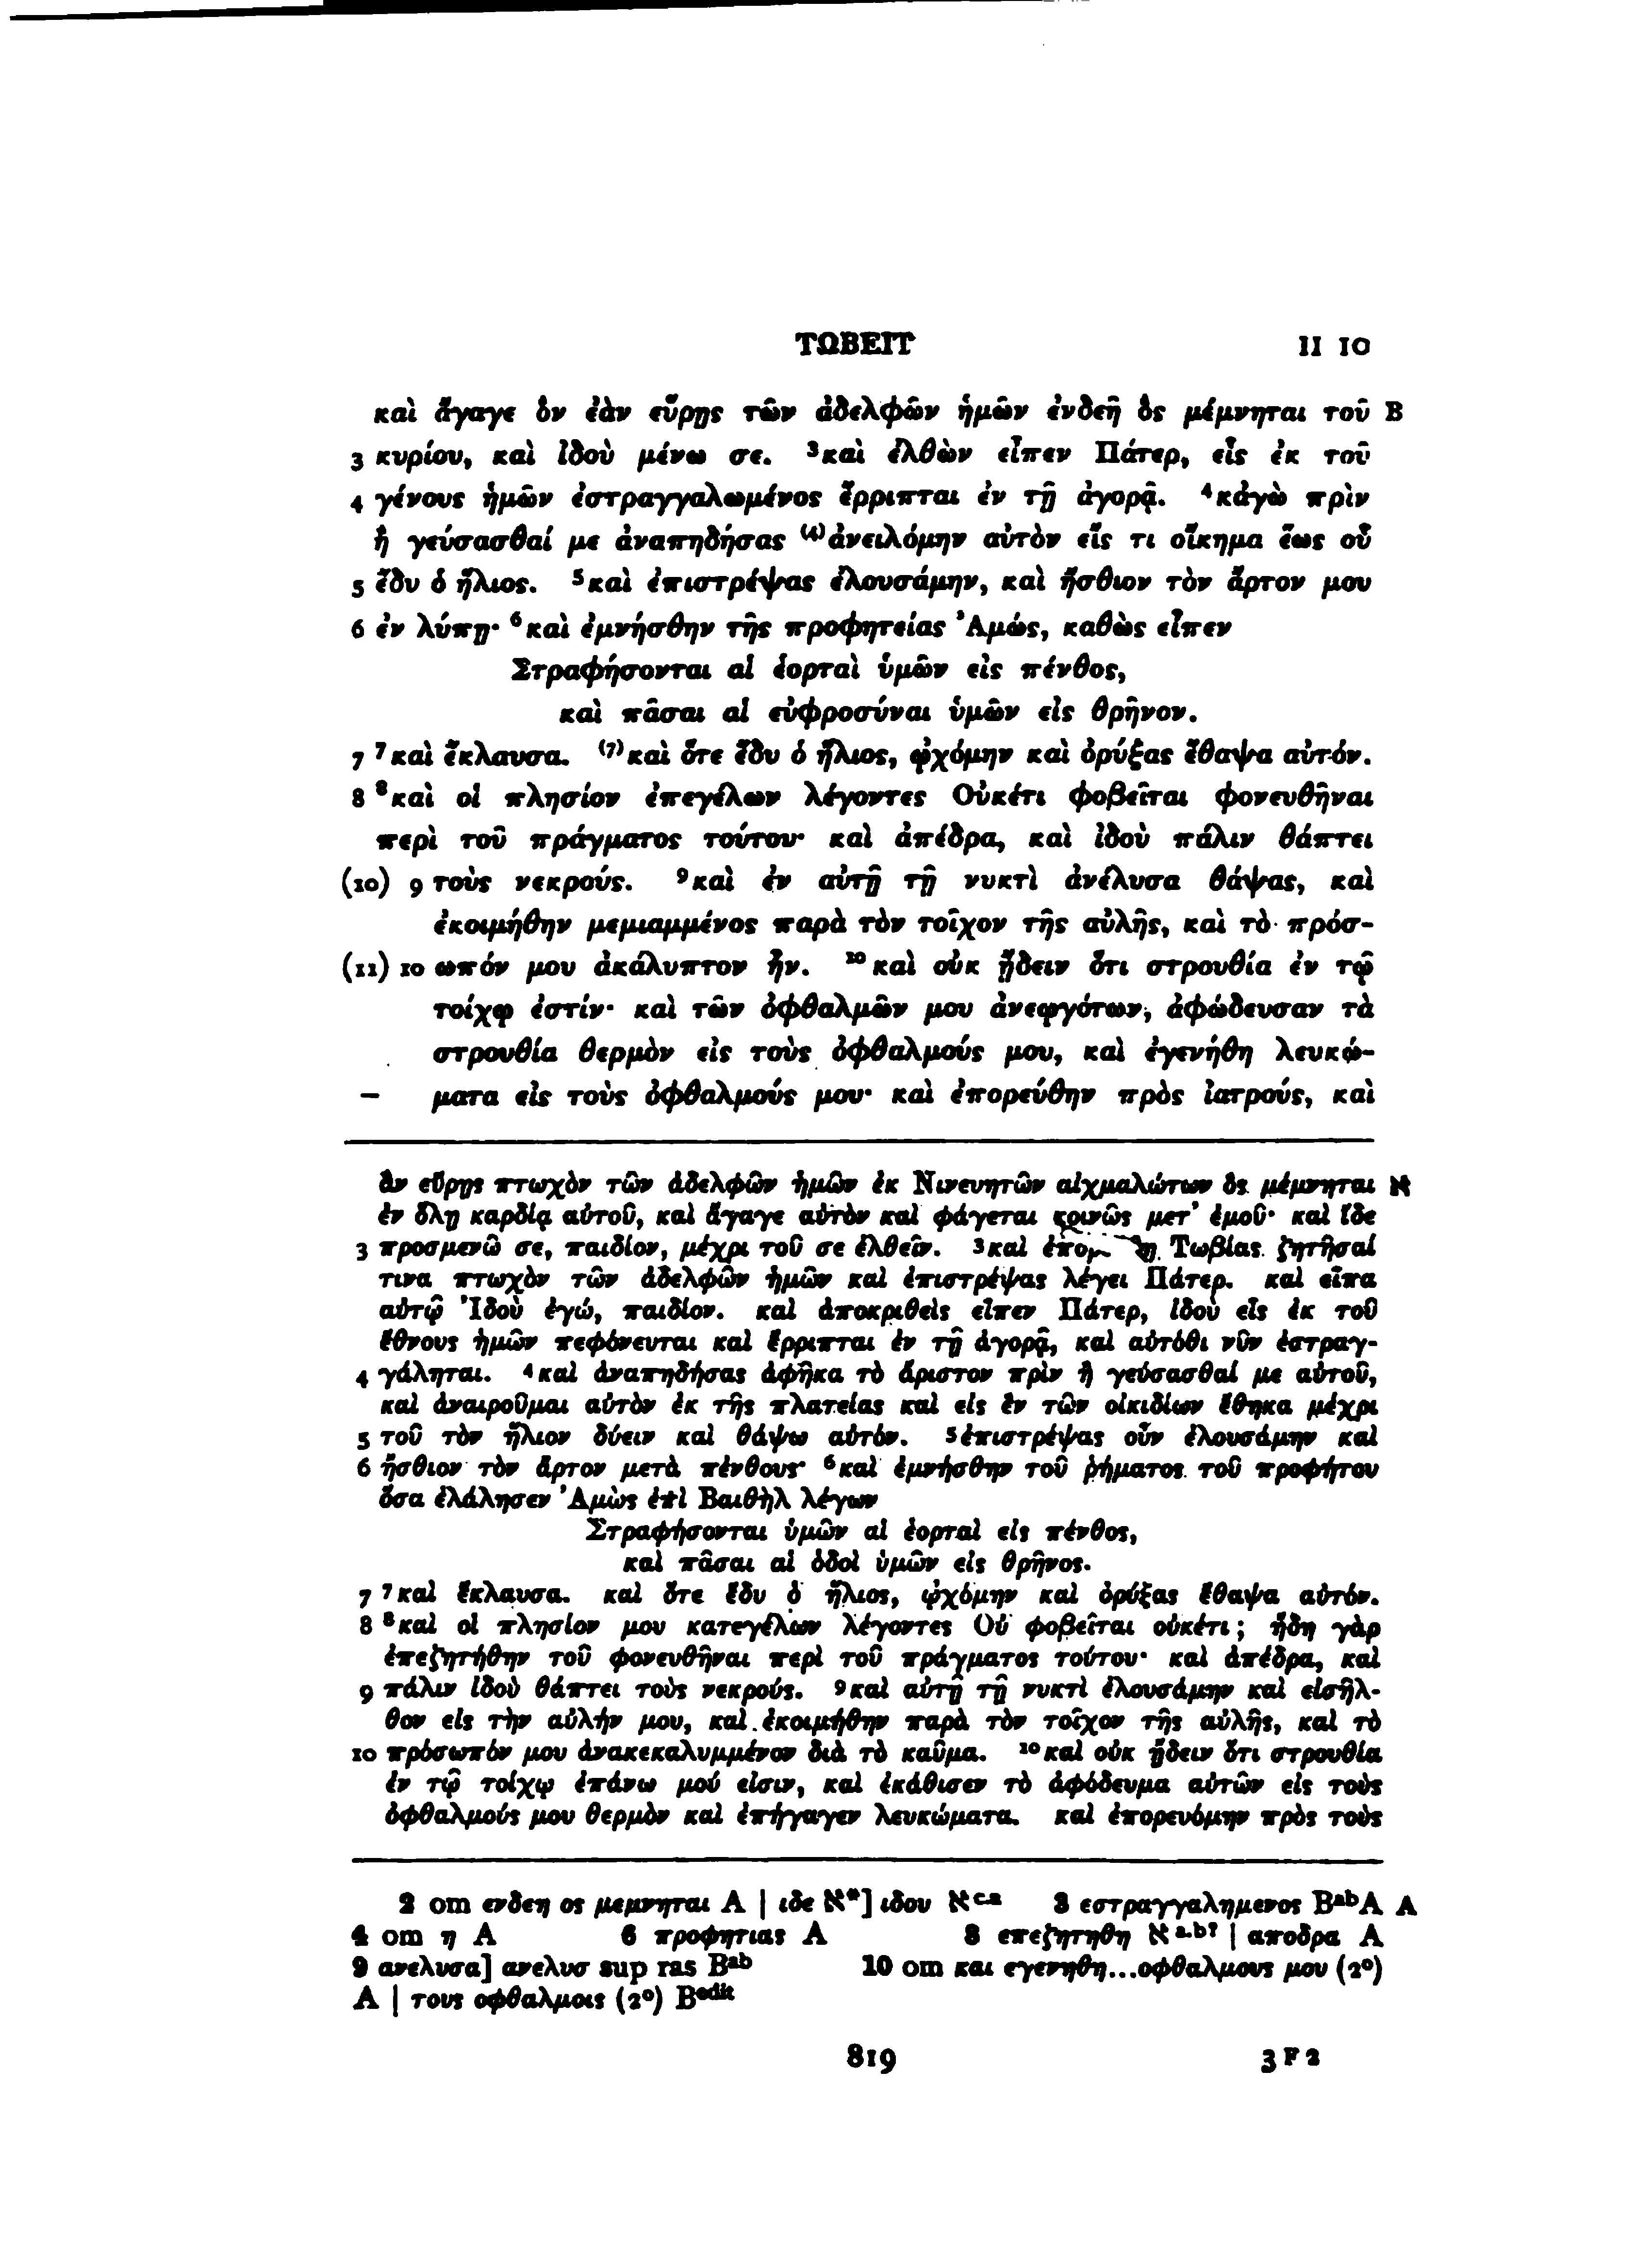 ΤΩΒΕΙΤ II 10
καὶ ἄγαγε ὃν ἐὰν εὕρῃς τῶν ἀδελφῶν ἡμῶν ἐνδεῆ ὃς μέμνηται τοῦ B
3 κυρίου, καὶ ἰδοὺ μένω σε. ³καὶ ἐλθὼν εἶπεν Πάτερ, εἷς ἐκ τοῦ
4 γένους ἡμῶν ἐστραγγαλωμένος ἔρριπται ἐν τῇ ἀγορᾷ. ⁴κἀγὼ πρὶν
ἢ γεύσασθαί με ἀναπηδήσας ⁽⁴⁾ἀνειλόμην αὐτὸν εἴς τι οἴκημα ἕως οὗ
5 ἔδυ ὁ ἥλιος. ⁵καὶ ἐπιστρέψας ἐλουσάμην, καὶ ἤσθιον τὸν ἄρτον μου
6 ἐν λύπῃ· ⁶καὶ ἐμνήσθην τῆς προφητείας Ἀμώς, καθὼς εἶπεν
Στραφήσονται αἱ ἑορταὶ ὑμῶν εἰς πένθος,
καὶ πᾶσαι αἱ εὐφροσύναι ὑμῶν εἰς θρῆνον.
7 ⁷καὶ ἔκλαυσα. ⁽⁷⁾καὶ ὅτε ἔδυ ὁ ἥλιος, ᾠχόμην καὶ ὀρύξας ἔθαψα αὐτόν.
8 ⁸καὶ οἱ πλησίον ἐπεγέλων λέγοντες Οὐκέτι φοβεῖται φονευθῆναι
περὶ τοῦ πράγματος τούτου· καὶ ἀπέδρα, καὶ ἰδοὺ πάλιν θάπτει
(10) 9 τοὺς νεκρούς. ⁹καὶ ἐν αὐτῇ τῇ νυκτὶ ἀνέλυσα θάψας, καὶ
ἐκοιμήθην μεμιαμμένος παρὰ τὸν τοῖχον τῆς αὐλῆς, καὶ τὸ πρόσ-
(11) 10 ωπόν μου ἀκάλυπτον ἦν. ¹⁰καὶ οὐκ ᾔδειν ὅτι στρουθία ἐν τῷ
τοίχῳ ἐστίν· καὶ τῶν ὀφθαλμῶν μου ἀνεῳγότων, ἀφώδευσαν τὰ
στρουθία θερμὸν εἰς τοὺς ὀφθαλμούς μου, καὶ ἐγενήθη λευκώ-
– ματα εἰς τοὺς ὀφθαλμούς μου· καὶ ἐπορεύθην πρὸς ἰατρούς, καὶ
ἂν εὕρῃς πτωχὸν τῶν ἀδελφῶν ἡμῶν ἐκ Νινευητῶν αἰχμαλώτων ὃς μέμνηται א
ἐν ὅλῃ καρδίᾳ αὐτοῦ, καὶ ἄγαγε αὐτὸν καὶ φάγεται κοινῶς μετ’ ἐμοῦ· καὶ ἴδε
3 προσμενῶ σε, παιδίον, μέχρι τοῦ σε ἐλθεῖν. ³καὶ Τωβίας ζητῆσαί
τινα πτωχὸν τῶν ἀδελφῶν ἡμῶν καὶ ἐπιστρέψας λέγει Πάτερ. καὶ εἶπα
αὐτῷ Ἰδοὺ ἐγώ, παιδίον. καὶ ἀποκριθεὶς εἶπεν Πάτερ, ἰδοὺ εἷς ἐκ τοῦ
ἔθνους ἡμῶν πεφόνευται καὶ ἔρριπται ἐν τῇ ἀγορᾷ, καὶ αὐτόθι νῦν ἐστραγ-
4 γάληται. ⁴καὶ ἀναπηδήσας ἀφῆκα τὸ ἄριστον πρὶν ἢ γεύσασθαί με αὐτοῦ,
καὶ ἀναιροῦμαι αὐτὸν ἐκ τῆς πλατείας καὶ εἰς ἓν τῶν οἰκιδίων ἔθηκα μέχρι
5 τοῦ τὸν ἥλιον δύειν καὶ θάψω αὐτόν. ⁵ἐπιστρέψας οὖν ἐλουσάμην καὶ
6 ἤσθιον τὸν ἄρτον μετὰ πένθους· ⁶καὶ ἐμνήσθην τοῦ ῥήματος τοῦ προφήτου
ὅσα ἐλάλησεν Ἀμὼς ἐπὶ Βαιθὴλ λέγων
Στραφήσονται ὑμῶν αἱ ἑορταὶ εἰς πένθος,
καὶ πᾶσαι αἱ ὁδοὶ ὑμῶν εἰς θρῆνος.
7 ⁷καὶ ἔκλαυσα. καὶ ὅτε ἔδυ ὁ ἥλιος, ᾠχόμην καὶ ὀρύξας ἔθαψα αὐτόν.
8 ⁸καὶ οἱ πλησίον μου κατεγέλων λέγοντες Οὐ φοβεῖται οὐκέτι; ἤδη γὰρ
ἐπεζητήθην τοῦ φονευθῆναι περὶ τοῦ πράγματος τούτου· καὶ ἀπέδρα, καὶ
9 πάλιν ἰδοὺ θάπτει τοὺς νεκρούς. ⁹καὶ αὐτῇ τῇ νυκτὶ ἐλουσάμην καὶ εἰσῆλ-
θον εἰς τὴν αὐλήν μου, καὶ ἐκοιμήθην παρὰ τὸν τοῖχον τῆς αὐλῆς, καὶ τὸ
10 πρόσωπόν μου ἀνακεκαλυμμένον διὰ τὸ καῦμα. ¹⁰καὶ οὐκ ᾔδειν ὅτι στρουθία
ἐν τῷ τοίχῳ ἐπάνω μού εἰσιν, καὶ ἐκάθισεν τὸ ἀφόδευμα αὐτῶν εἰς τοὺς
ὀφθαλμούς μου θερμὸν καὶ ἐπήγαγεν λευκώματα. καὶ ἐπορευόμην πρὸς τοὺς
2 om ενδεη ος μεμνηται A | ιδε א*] ιδου אᶜ·ᵃ 3 εστραγγαλημενος BᵃᵇA A
4 om η A 6 προφητιας A 8 επεζητηθη אᵃ·ᵇ? | αποδρα A
9 ανελυσα] ανελυσ sup ras Bᵃᵇ 10 om και εγενηθη...οφθαλμους μου (2º)
A | τους οφθαλμοις (2º) Bᵉᵈⁱᵗ
819 3 F 2